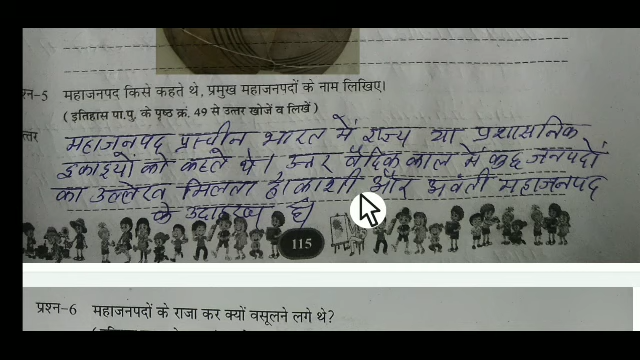 न-5 महाजनपद किसे कहते थे, प्रमुख महाजनपदों के नाम लिखिए।
( इतिहास पा.पु. के पृष्ठ क्रं. 49 से उत्तर खोजें व लिखें )
त्तर महाजनपद प्राचीन भारत में राज्य या प्रशासनिक
इकाइयों को कहते थे। उत्तर वैदिक काल में कुछ जनपदों
का उल्लेख मिलता है। काशी और अवंती महाजनपद
के उदाहरण है।
115
प्रश्न-6 महाजनपदों के राजा कर क्यों वसूलने लगे थे?